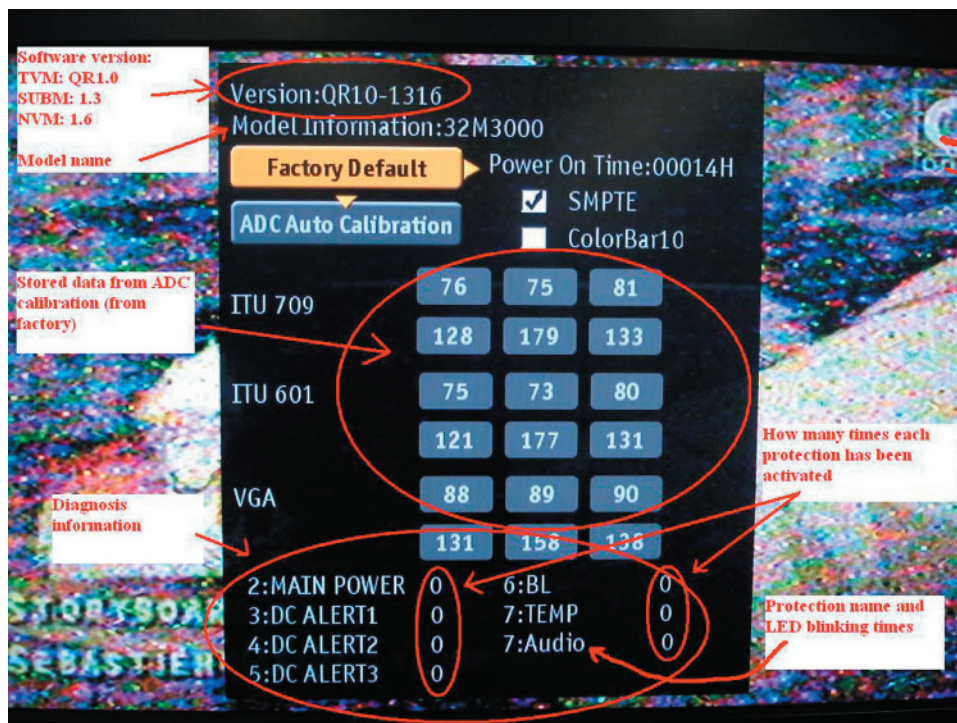 Software version:
TVM: QR1.0
SUBM: 1.3
NVM: 1.6
Model name
Version:QR10-1316
Model Information:32M3000
Factory Default
Power On Time:00014H
ADC Auto Calibration
SMPTE
ColorBar10
Stored data from ADC
calibration (from
factory)
ITU 709
76 75 81
128 179 133
ITU 601
75 73 80
121 177 131
VGA
88 89 90
131 158 138
How many times each
protection has been
activated
Diagnosis
information
2:MAIN POWER 0
3:DC ALERT1 0
4:DC ALERT2 0
5:DC ALERT3 0
6:BL 0
7:TEMP 0
7:Audio 0
Protection name and
LED blinking times